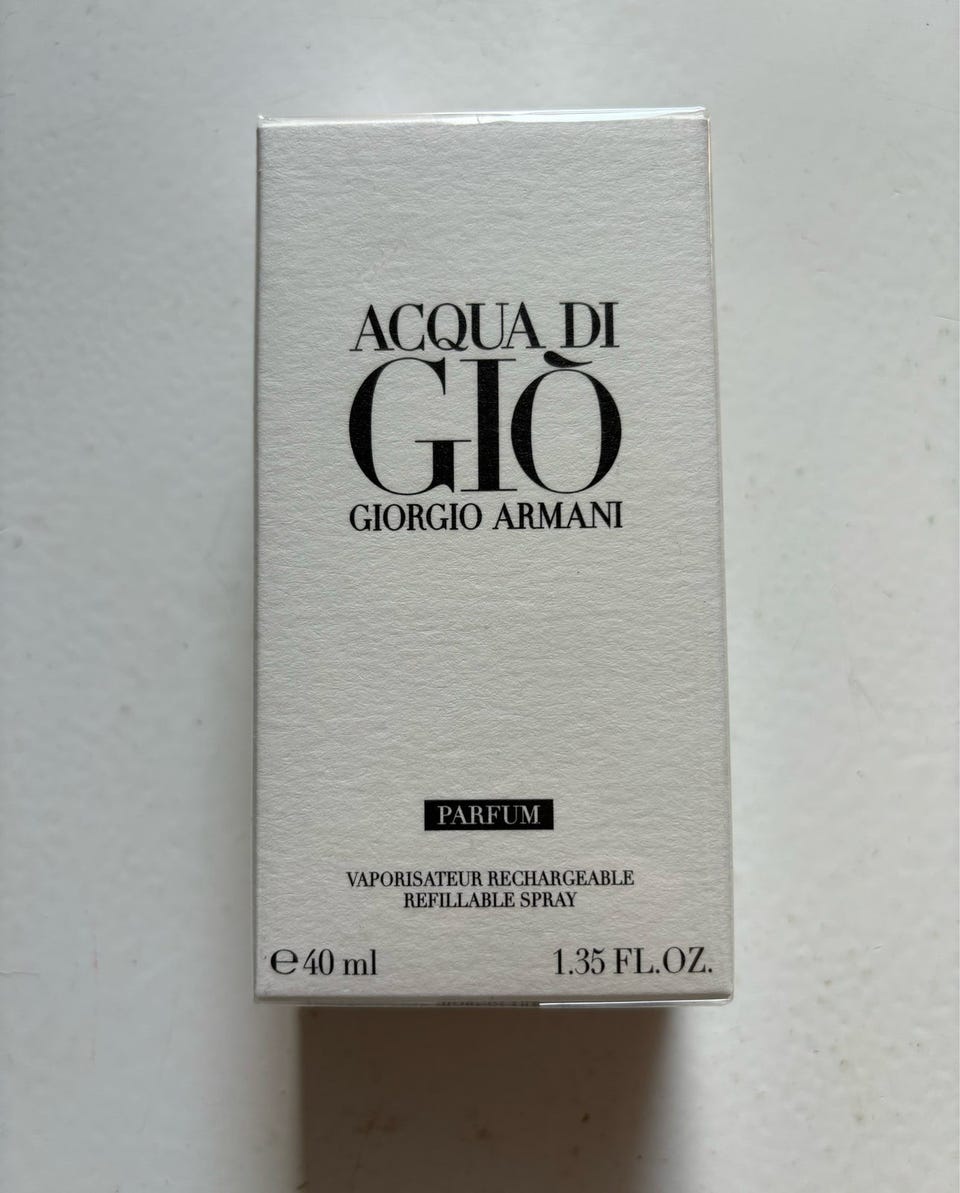 ACQUA DI
GIÒ
GIORGIO ARMANI
PARFUM
VAPORISATEUR RECHARGEABLE
REFILLABLE SPRAY
℮40 ml 1.35 FL.OZ.